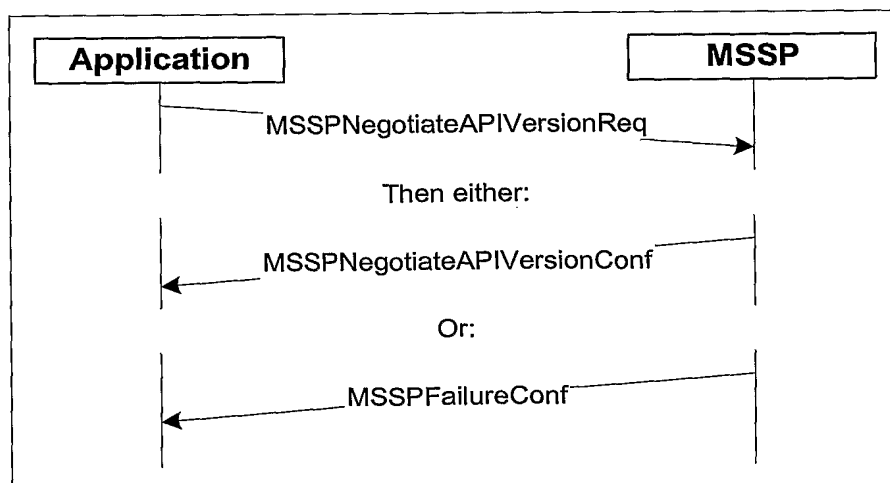 Application
MSSP
MSSPNegotiateAPIVersionReq
Then either:
MSSPNegotiateAPIVersionConf
Or:
MSSPFailureConf